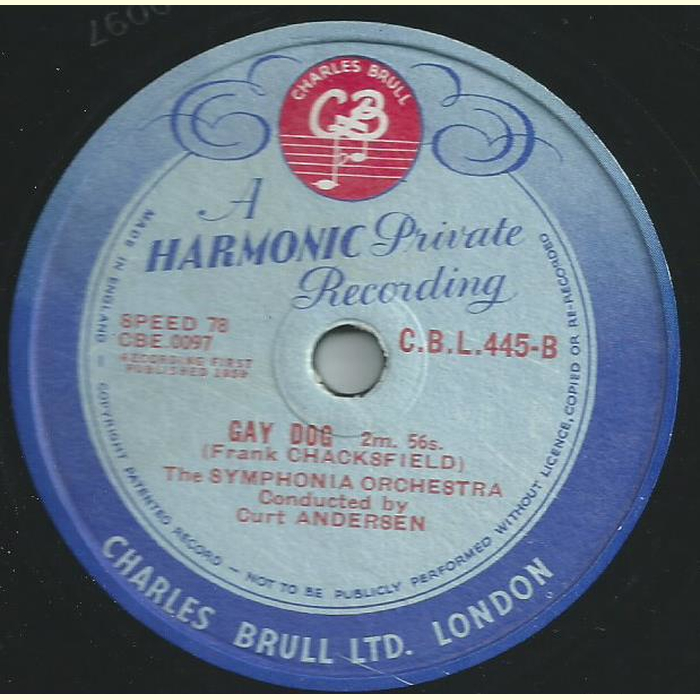 0097
CHARLES BRULL
CB
A
HARMONIC Private
Recording
SPEED 78
CBE.0097
RECORDING FIRST
PUBLISHED 1959
C.B.L.445-B
GAY DOG 2m. 56s.
(Frank CHACKSFIELD)
The SYMPHONIA ORCHESTRA
Conducted by
Curt ANDERSEN
MADE IN ENGLAND — COPYRIGHT PATENTED RECORD — NOT TO BE PUBLICLY PERFORMED WITHOUT LICENCE, COPIED OR RE-RECORDED
CHARLES BRULL LTD. LONDON